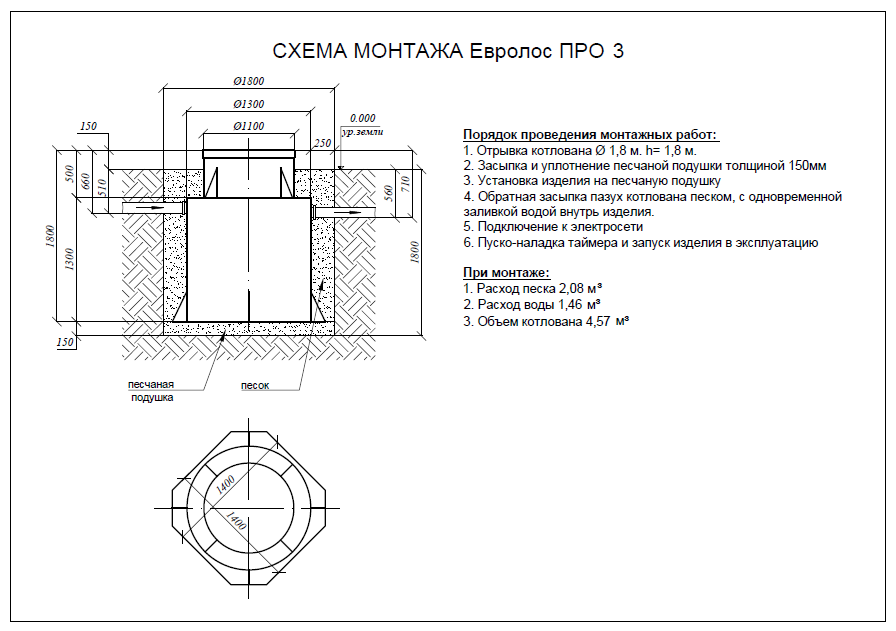 СХЕМА МОНТАЖА Евролос ПРО 3
Ø1800
Ø1300
Ø1100
150
250
0.000
ур.земли
500
660
510
560
710
1800
1300
1800
150
песчаная
подушка
песок
1400
1400
Порядок проведения монтажных работ:
1. Отрывка котлована Ø 1,8 м. h= 1,8 м.
2. Засыпка и уплотнение песчаной подушки толщиной 150мм
3. Установка изделия на песчаную подушку
4. Обратная засыпка пазух котлована песком, с одновременной
заливкой водой внутрь изделия.
5. Подключение к электросети
6. Пуско-наладка таймера и запуск изделия в эксплуатацию
При монтаже:
1. Расход песка 2,08 м³
2. Расход воды 1,46 м³
3. Объем котлована 4,57 м³